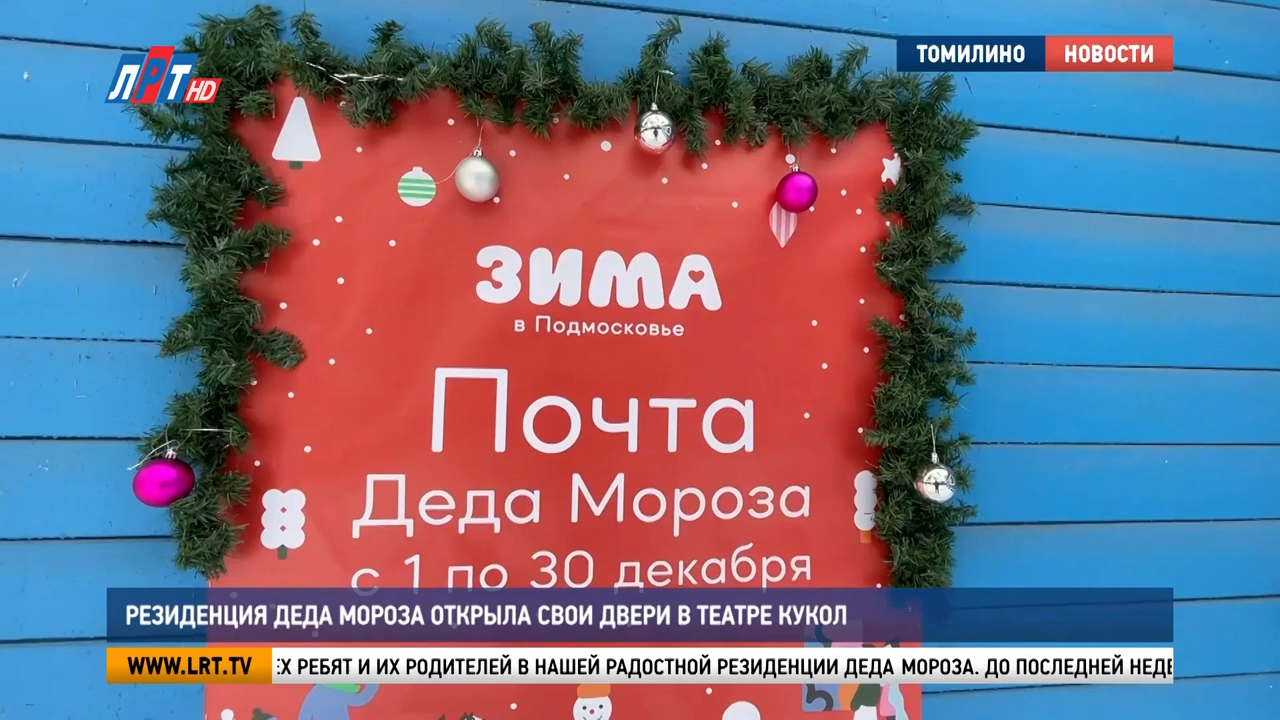 ЛРТ HD
ТОМИЛИНО НОВОСТИ
ЗИМА
в Подмосковье
Почта
Деда Мороза
с 1 по 30 декабря
РЕЗИДЕНЦИЯ ДЕДА МОРОЗА ОТКРЫЛА СВОИ ДВЕРИ В ТЕАТРЕ КУКОЛ
WWW.LRT.TV РЕБЯТ И ИХ РОДИТЕЛЕЙ В НАШЕЙ РАДОСТНОЙ РЕЗИДЕНЦИИ ДЕДА МОРОЗА. ДО ПОСЛЕДНЕЙ